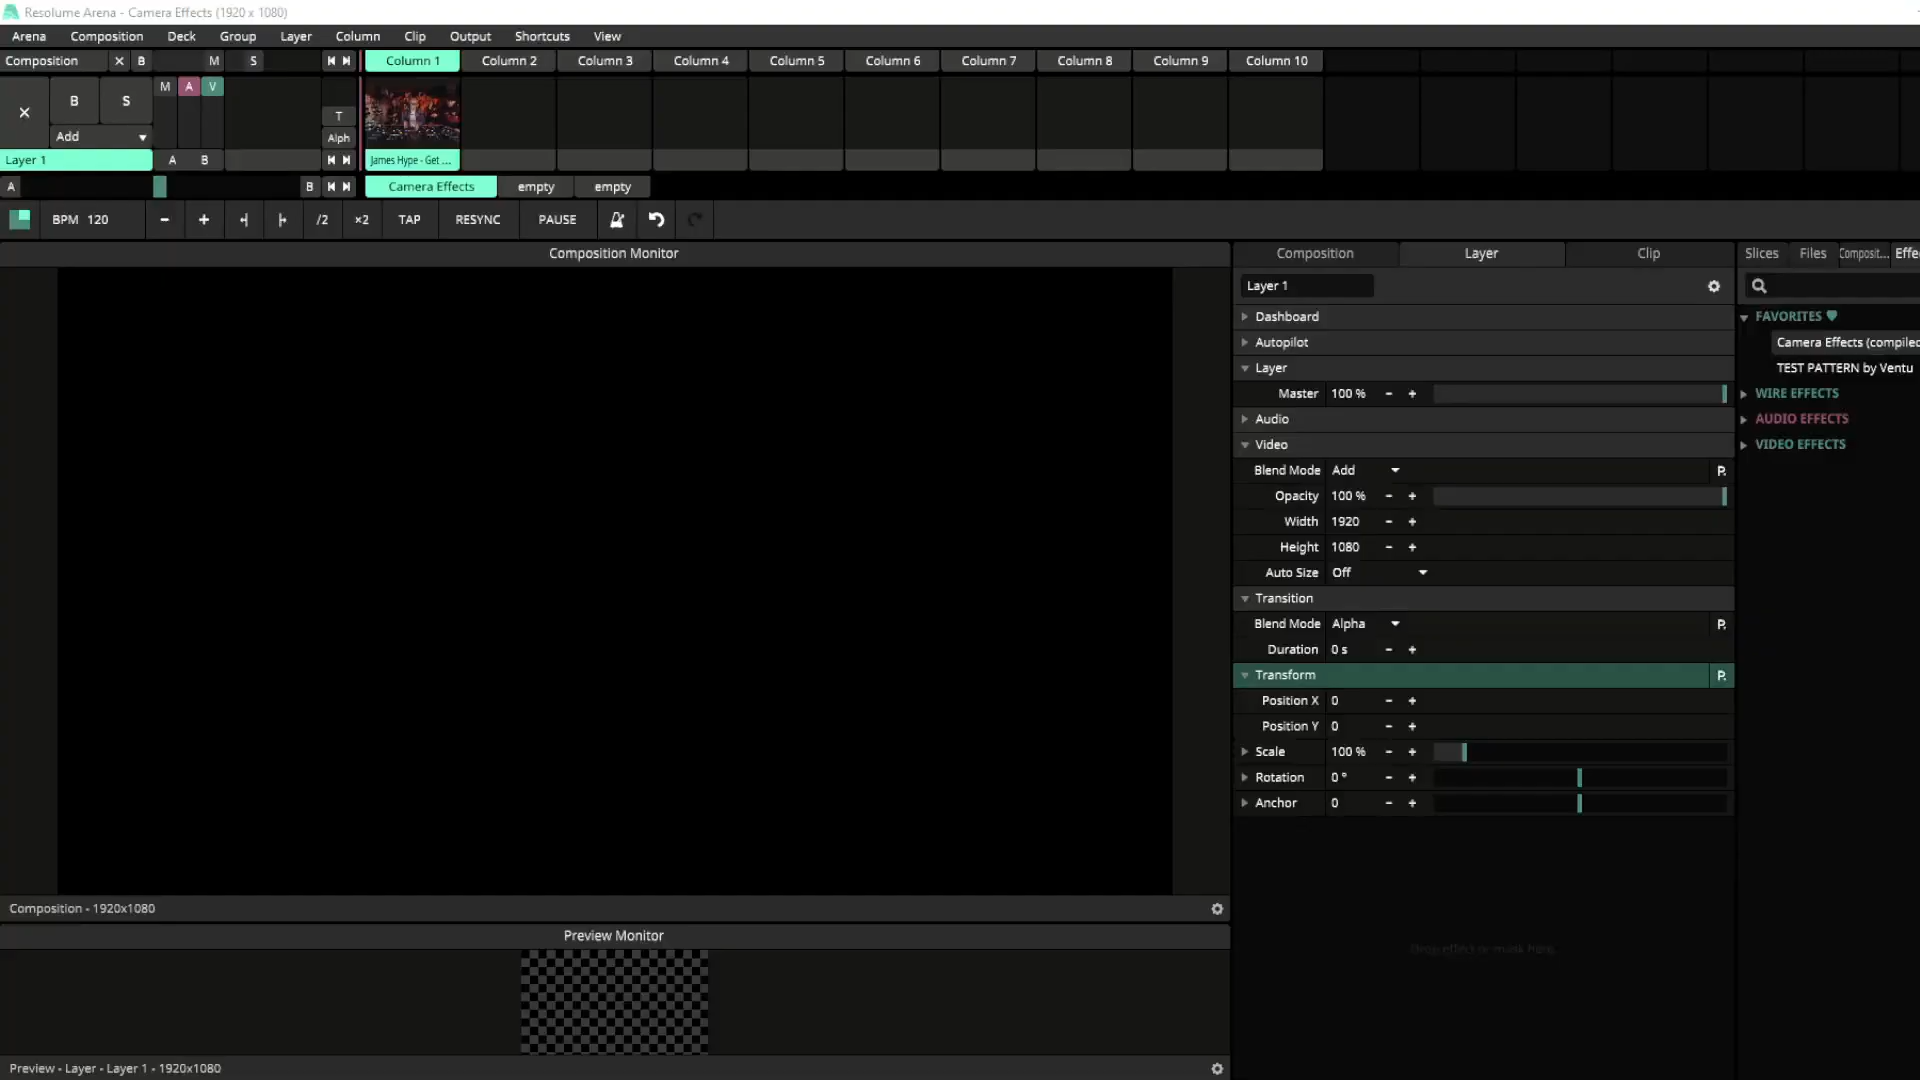 Resolume Arena - Camera Effects (1920 x 1080)
Arena Composition Deck Group Layer Column Clip Output Shortcuts View
Composition B M S Column 1 Column 2 Column 3 Column 4 Column 5 Column 6 Column 7 Column 8 Column 9 Column 10
M A V
B S
T
Add Alph
Layer 1 A B James Hype - Get ...
A B Camera Effects empty empty
BPM 120 - + /2 ×2 TAP RESYNC PAUSE
Composition Monitor
Composition - 1920x1080
Preview Monitor
Preview - Layer - Layer 1 - 1920x1080
Composition Layer Clip
Layer 1
Dashboard
Autopilot
Layer
Master 100 % - +
Audio
Video
Blend Mode Add P.
Opacity 100 % - +
Width 1920 - +
Height 1080 - +
Auto Size Off
Transition
Blend Mode Alpha P.
Duration 0 s - +
Transform P.
Position X 0 - +
Position Y 0 - +
Scale 100 % - +
Rotation 0 ° - +
Anchor 0 - +
Drop effect or mask here.
Slices Files Composit... Effe
FAVORITES
Camera Effects (compiled
TEST PATTERN by Ventu
WIRE EFFECTS
AUDIO EFFECTS
VIDEO EFFECTS